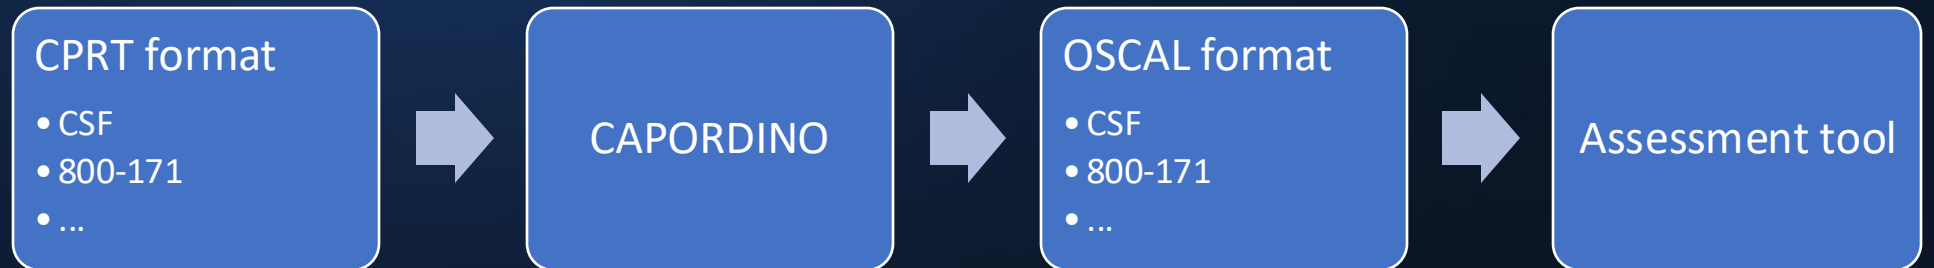 CPRT format
• CSF
• 800-171
• ...
CAPORDINO
OSCAL format
• CSF
• 800-171
• ...
Assessment tool